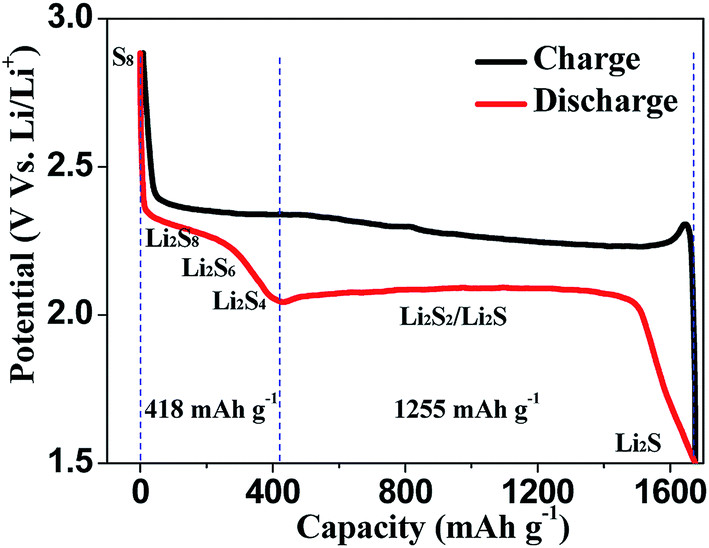 3.0
2.5
2.0
1.5
Potential (V Vs. Li/Li⁺)
S₈
Charge
Discharge
Li₂S₈
Li₂S₆
Li₂S₄
Li₂S₂/Li₂S
418 mAh g⁻¹
1255 mAh g⁻¹
Li₂S
0
400
800
1200
1600
Capacity (mAh g⁻¹)